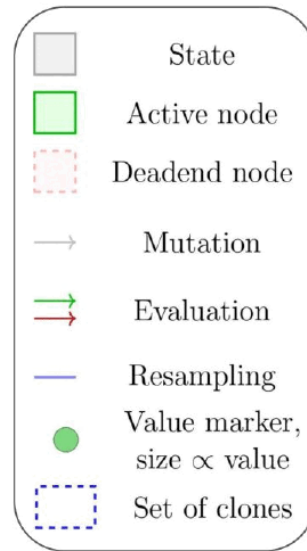 State
Active node
Deadend node
Mutation
Evaluation
Resampling
Value marker,
size ∝ value
Set of clones